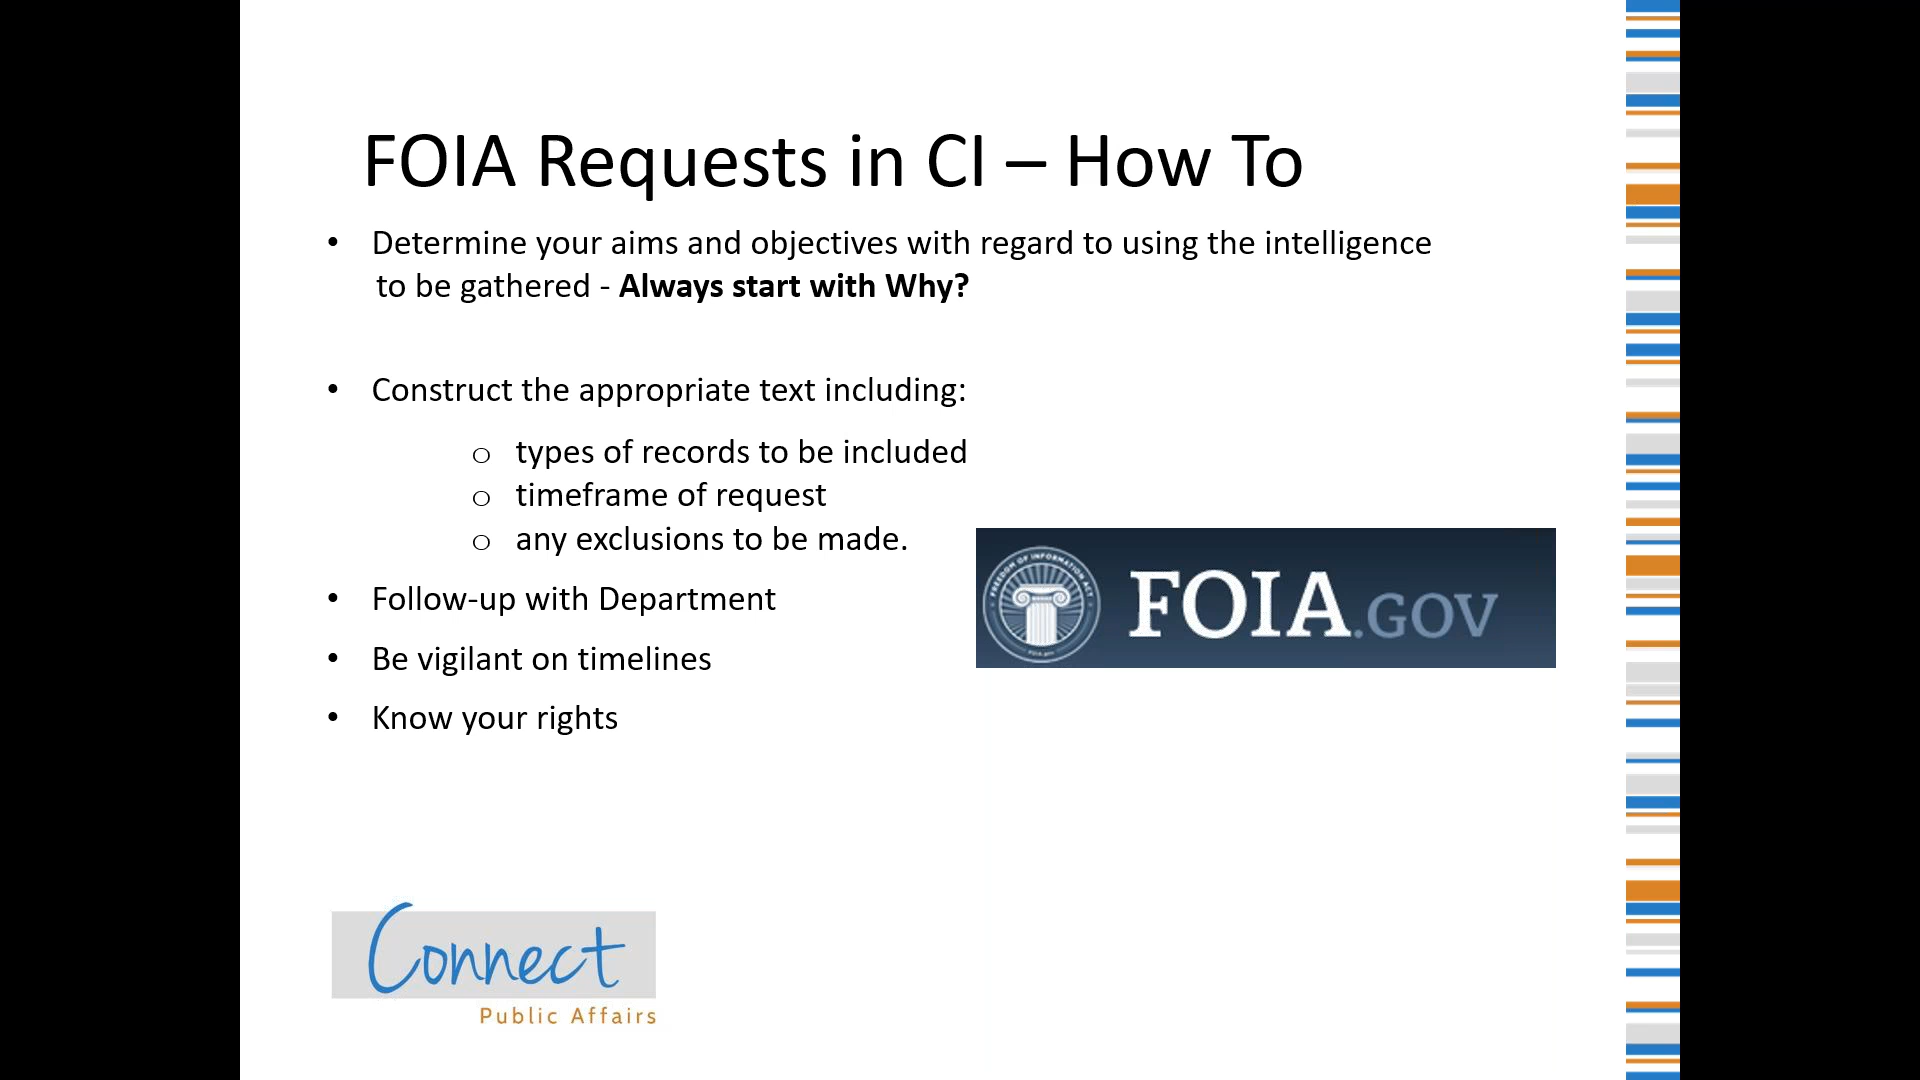 FOIA Requests in CI – How To
• Determine your aims and objectives with regard to using the intelligence
to be gathered - Always start with Why?
• Construct the appropriate text including:
o types of records to be included
o timeframe of request
o any exclusions to be made.
• Follow-up with Department
• Be vigilant on timelines
• Know your rights
FREEDOM OF INFORMATION ACT
FOIA.GOV
Connect
Public Affairs